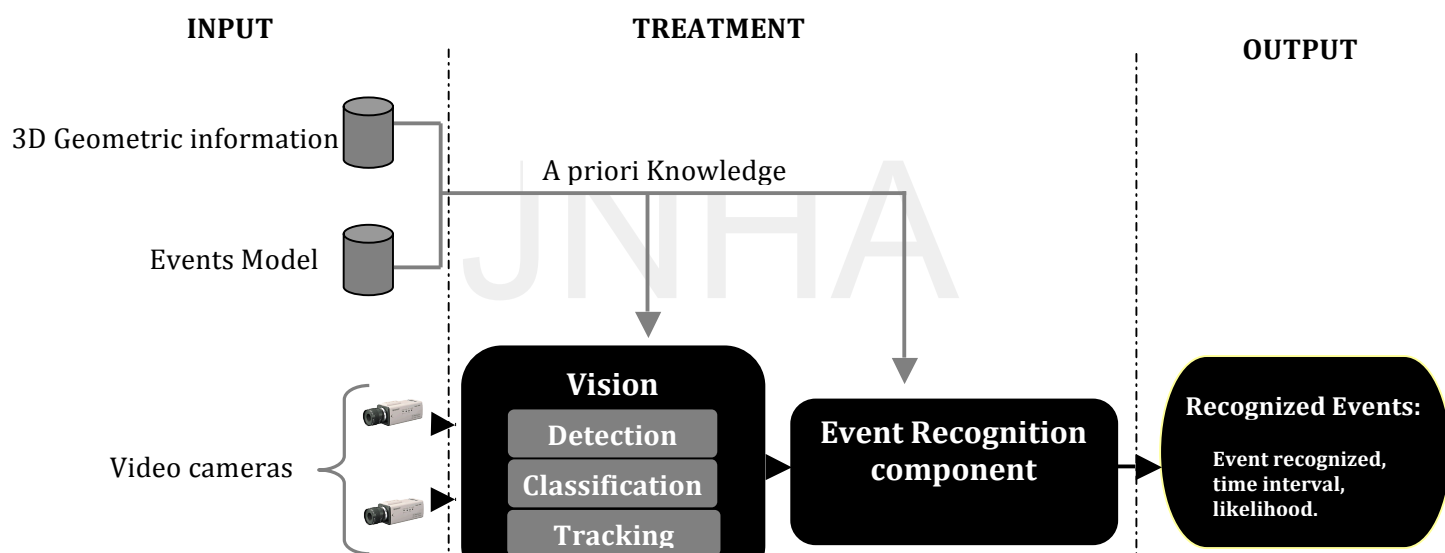 INPUT
TREATMENT
OUTPUT
3D Geometric information
A priori Knowledge
JNHA
Events Model
Vision
Detection
Classification
Tracking
Video cameras
Event Recognition
component
Recognized Events:
Event recognized,
time interval,
likelihood.